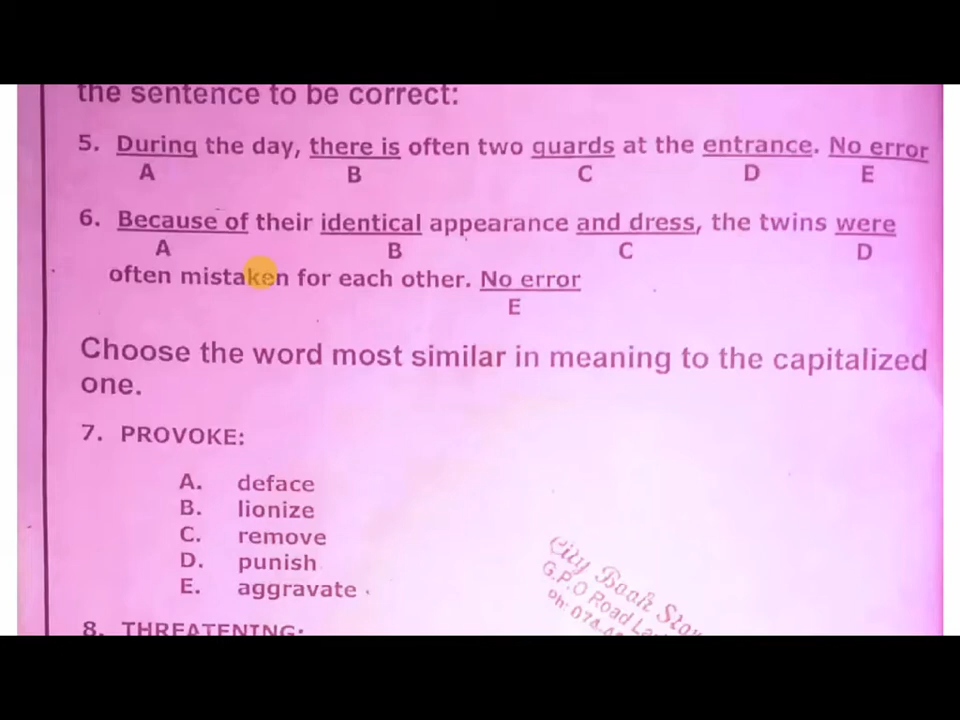 the sentence to be correct:
5. During the day, there is often two guards at the entrance. No error
A B C D E
6. Because of their identical appearance and dress, the twins were
A B C D
often mistaken for each other. No error
E
Choose the word most similar in meaning to the capitalized
one.
7. PROVOKE:
A. deface
B. lionize
C. remove
D. punish
E. aggravate
City Book
G.P.O Road
8. THREATENING: